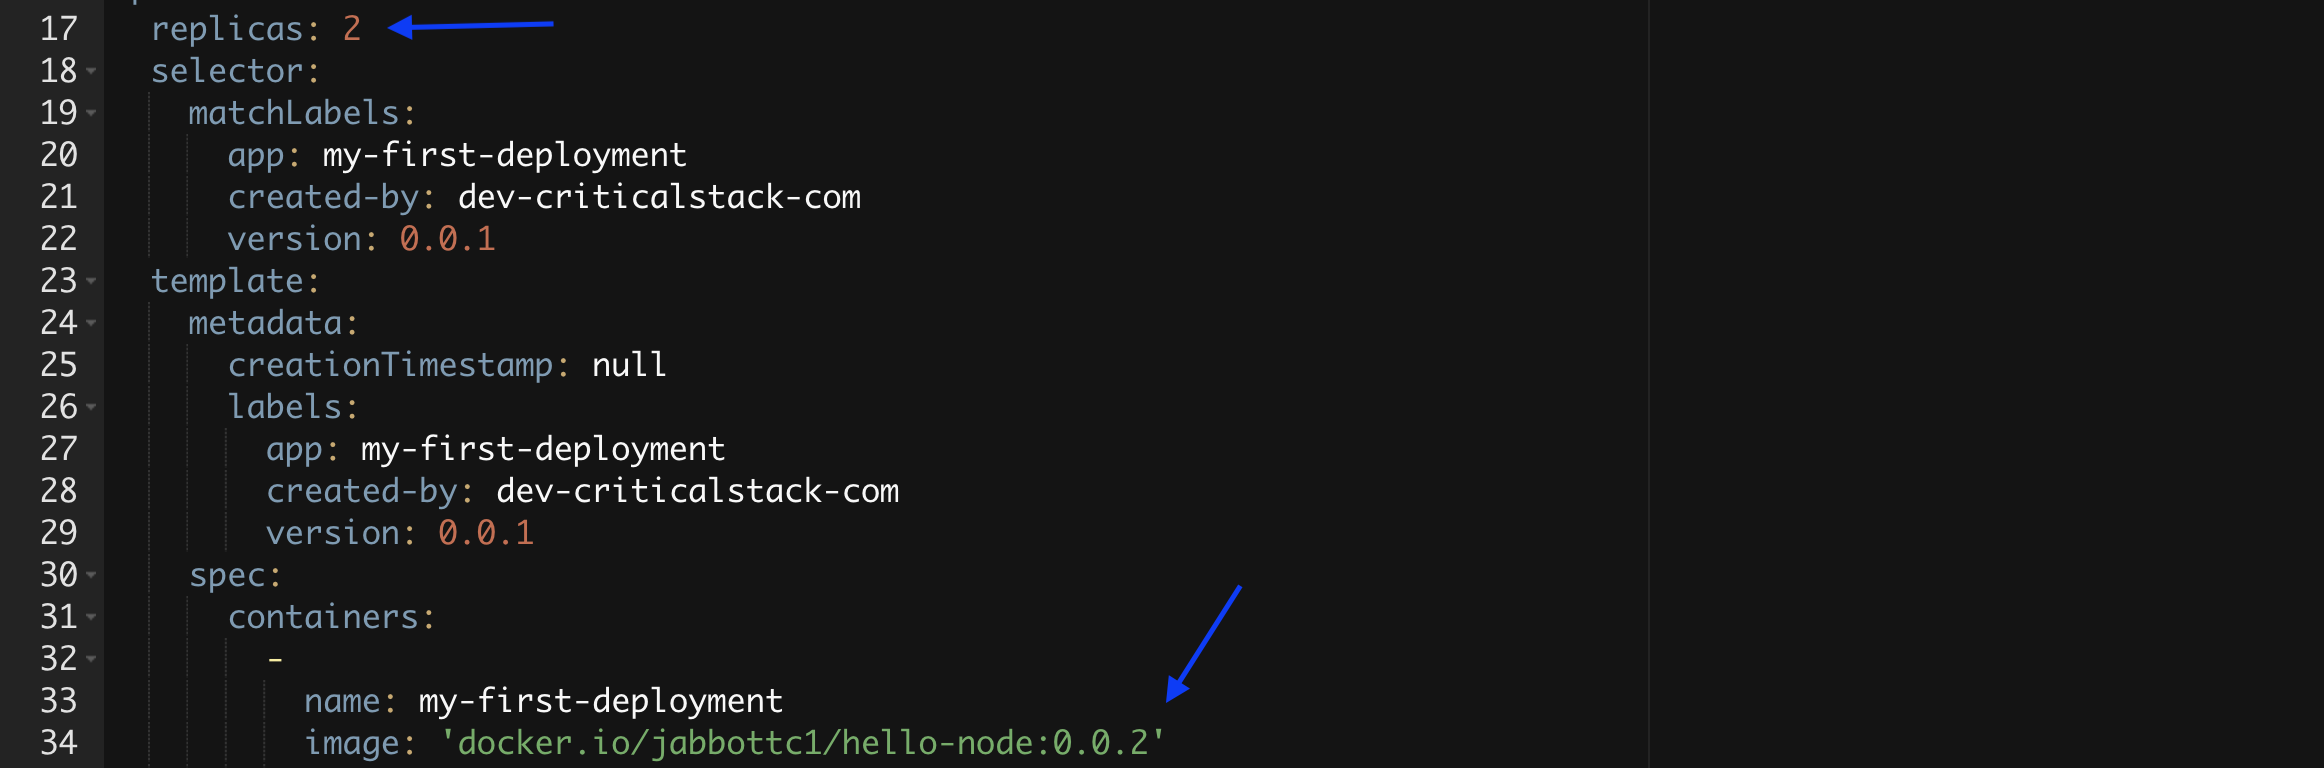 17 replicas: 2
18 selector:
19 matchLabels:
20 app: my-first-deployment
21 created-by: dev-criticalstack-com
22 version: 0.0.1
23 template:
24 metadata:
25 creationTimestamp: null
26 labels:
27 app: my-first-deployment
28 created-by: dev-criticalstack-com
29 version: 0.0.1
30 spec:
31 containers:
32 -
33 name: my-first-deployment
34 image: 'docker.io/jabbottc1/hello-node:0.0.2'